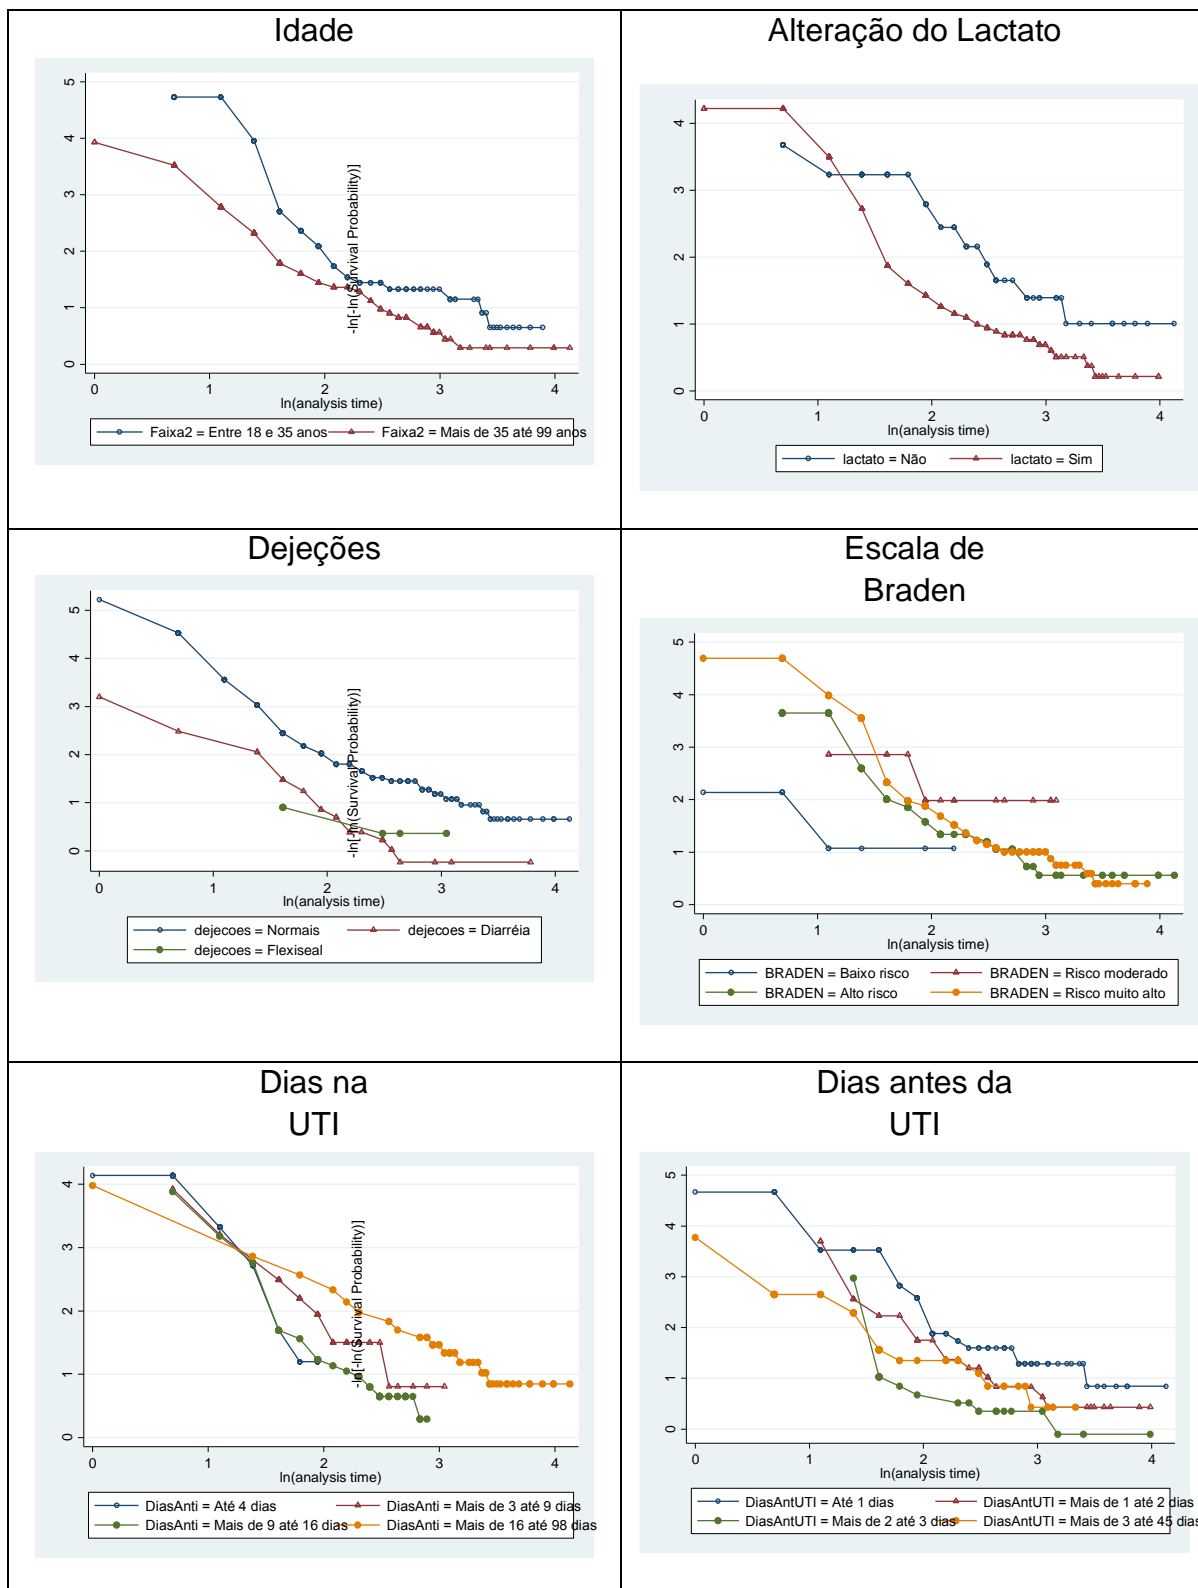 Idade
-ln[-ln(Survival Probability)]
5
4
3
2
1
0
0 1 2 3 4
ln(analysis time)
Faixa2 = Entre 18 e 35 anos Faixa2 = Mais de 35 até 99 anos
Alteração do Lactato
4
3
2
1
0
0 1 2 3 4
ln(analysis time)
lactato = Não lactato = Sim
Dejeções
-ln[-ln(Survival Probability)]
5
4
3
2
1
0
0 1 2 3 4
ln(analysis time)
dejecoes = Normais dejecoes = Diarréia
dejecoes = Flexiseal
Escala de
Braden
5
4
3
2
1
0
0 1 2 3 4
ln(analysis time)
BRADEN = Baixo risco BRADEN = Risco moderado
BRADEN = Alto risco BRADEN = Risco muito alto
Dias na
UTI
-ln[-ln(Survival Probability)]
4
3
2
1
0
0 1 2 3 4
ln(analysis time)
DiasAnti = Até 4 dias DiasAnti = Mais de 3 até 9 dias
DiasAnti = Mais de 9 até 16 dias DiasAnti = Mais de 16 até 98 dias
Dias antes da
UTI
5
4
3
2
1
0
0 1 2 3 4
ln(analysis time)
DiasAntUTI = Até 1 dias DiasAntUTI = Mais de 1 até 2 dias
DiasAntUTI = Mais de 2 até 3 dias DiasAntUTI = Mais de 3 até 45 dias